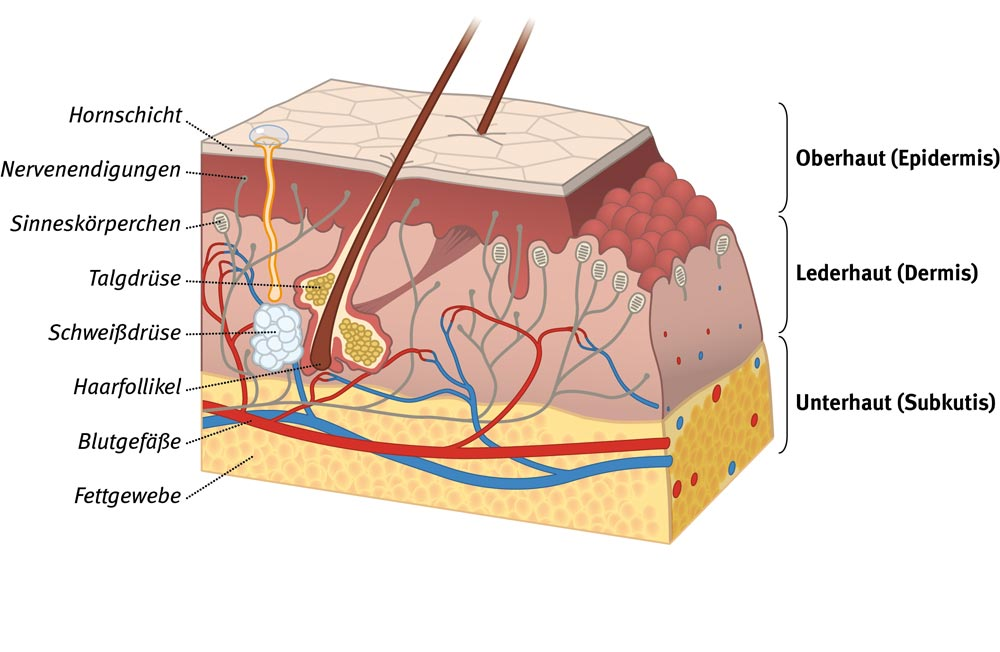 Hornschicht
Nervenendigungen
Sinneskörperchen
Talgdrüse
Schweißdrüse
Haarfollikel
Blutgefäße
Fettgewebe
Oberhaut (Epidermis)
Lederhaut (Dermis)
Unterhaut (Subkutis)